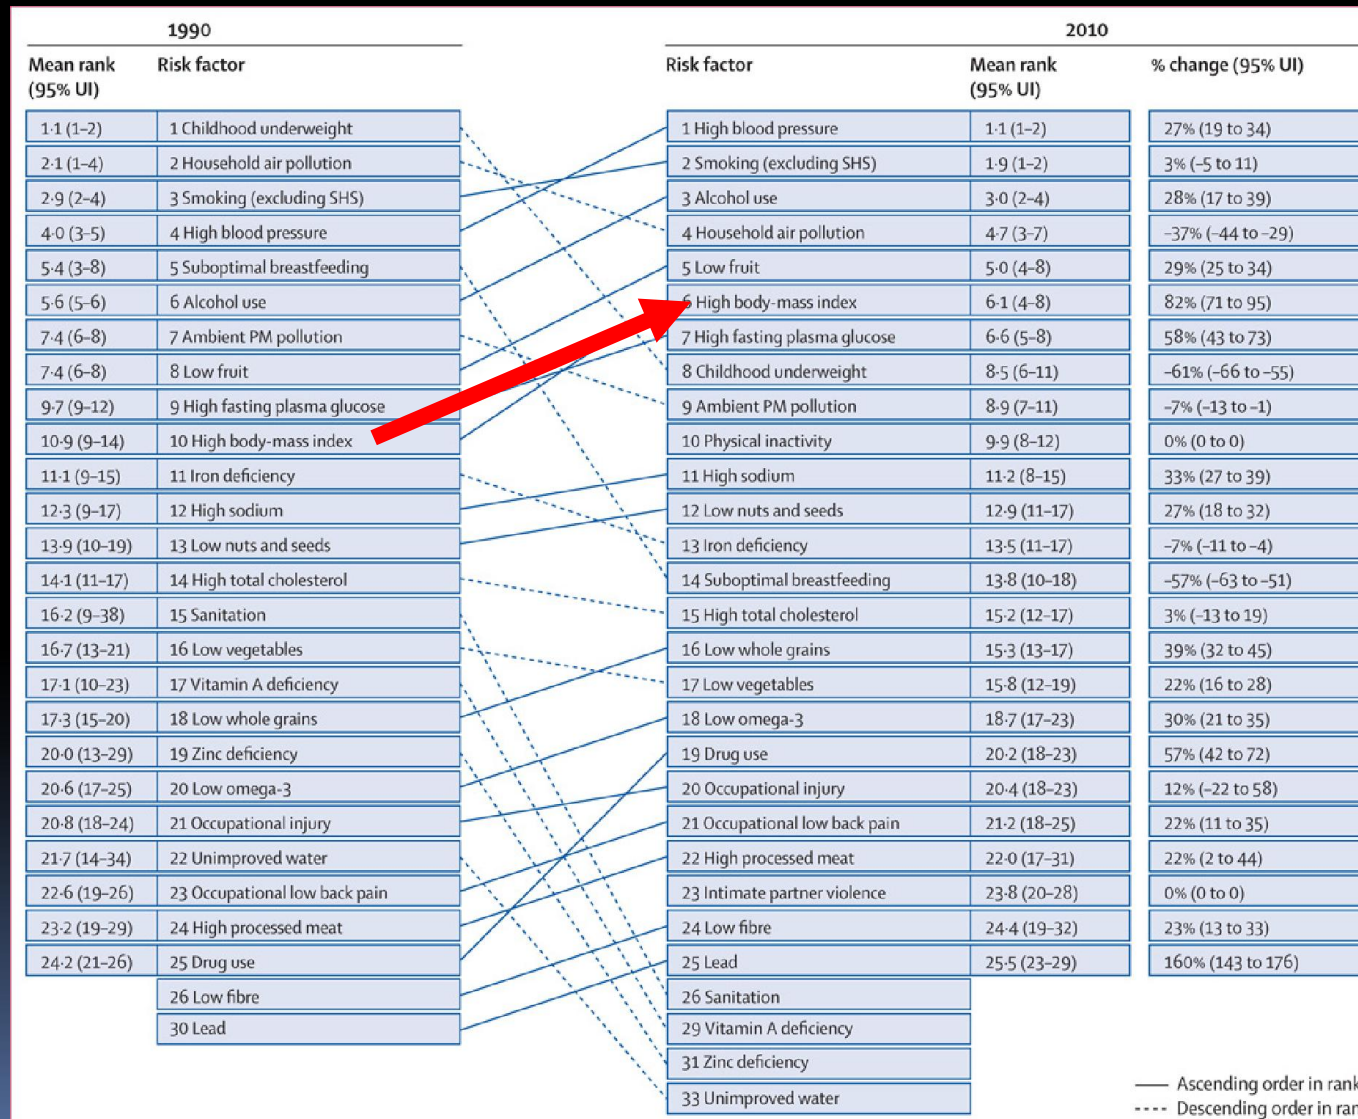 1990
2010
Mean rank (95% UI) Risk factor
Risk factor Mean rank (95% UI) % change (95% UI)
1·1 (1–2) 1 Childhood underweight
2·1 (1–4) 2 Household air pollution
2·9 (2–4) 3 Smoking (excluding SHS)
4·0 (3–5) 4 High blood pressure
5·4 (3–8) 5 Suboptimal breastfeeding
5·6 (5–6) 6 Alcohol use
7·4 (6–8) 7 Ambient PM pollution
7·4 (6–8) 8 Low fruit
9·7 (9–12) 9 High fasting plasma glucose
10·9 (9–14) 10 High body-mass index
11·1 (9–15) 11 Iron deficiency
12·3 (9–17) 12 High sodium
13·9 (10–19) 13 Low nuts and seeds
14·1 (11–17) 14 High total cholesterol
16·2 (9–38) 15 Sanitation
16·7 (13–21) 16 Low vegetables
17·1 (10–23) 17 Vitamin A deficiency
17·3 (15–20) 18 Low whole grains
20·0 (13–29) 19 Zinc deficiency
20·6 (17–25) 20 Low omega-3
20·8 (18–24) 21 Occupational injury
21·7 (14–34) 22 Unimproved water
22·6 (19–26) 23 Occupational low back pain
23·2 (19–29) 24 High processed meat
24·2 (21–26) 25 Drug use
26 Low fibre
30 Lead
1 High blood pressure 1·1 (1–2) 27% (19 to 34)
2 Smoking (excluding SHS) 1·9 (1–2) 3% (–5 to 11)
3 Alcohol use 3·0 (2–4) 28% (17 to 39)
4 Household air pollution 4·7 (3–7) –37% (–44 to –29)
5 Low fruit 5·0 (4–8) 29% (25 to 34)
6 High body-mass index 6·1 (4–8) 82% (71 to 95)
7 High fasting plasma glucose 6·6 (5–8) 58% (43 to 73)
8 Childhood underweight 8·5 (6–11) –61% (–66 to –55)
9 Ambient PM pollution 8·9 (7–11) –7% (–13 to –1)
10 Physical inactivity 9·9 (8–12) 0% (0 to 0)
11 High sodium 11·2 (8–15) 33% (27 to 39)
12 Low nuts and seeds 12·9 (11–17) 27% (18 to 32)
13 Iron deficiency 13·5 (11–17) –7% (–11 to –4)
14 Suboptimal breastfeeding 13·8 (10–18) –57% (–63 to –51)
15 High total cholesterol 15·2 (12–17) 3% (–13 to 19)
16 Low whole grains 15·3 (13–17) 39% (32 to 45)
17 Low vegetables 15·8 (12–19) 22% (16 to 28)
18 Low omega-3 18·7 (17–23) 30% (21 to 35)
19 Drug use 20·2 (18–23) 57% (42 to 72)
20 Occupational injury 20·4 (18–23) 12% (–22 to 58)
21 Occupational low back pain 21·2 (18–25) 22% (11 to 35)
22 High processed meat 22·0 (17–31) 22% (2 to 44)
23 Intimate partner violence 23·8 (20–28) 0% (0 to 0)
24 Low fibre 24·4 (19–32) 23% (13 to 33)
25 Lead 25·5 (23–29) 160% (143 to 176)
26 Sanitation
29 Vitamin A deficiency
31 Zinc deficiency
33 Unimproved water
Ascending order in rank
Descending order in ran